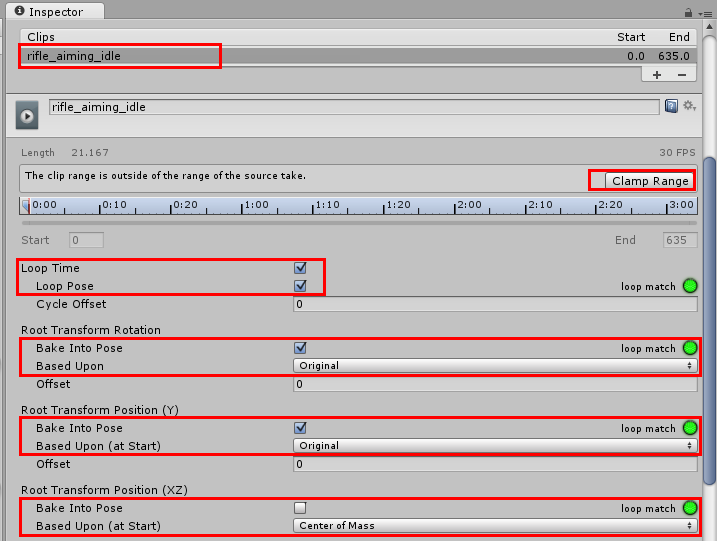 Inspector
Clips Start End
rifle_aiming_idle 0.0 635.0
+ −
rifle_aiming_idle
Length 21.167 30 FPS
The clip range is outside of the range of the source take.
Clamp Range
0:00 0:10 0:20 1:00 1:10 1:20 2:00 2:10 2:20 3:00
Start 0 End 635
Loop Time
Loop Pose loop match
Cycle Offset 0
Root Transform Rotation
Bake Into Pose loop match
Based Upon Original
Offset 0
Root Transform Position (Y)
Bake Into Pose loop match
Based Upon (at Start) Original
Offset 0
Root Transform Position (XZ)
Bake Into Pose loop match
Based Upon (at Start) Center of Mass